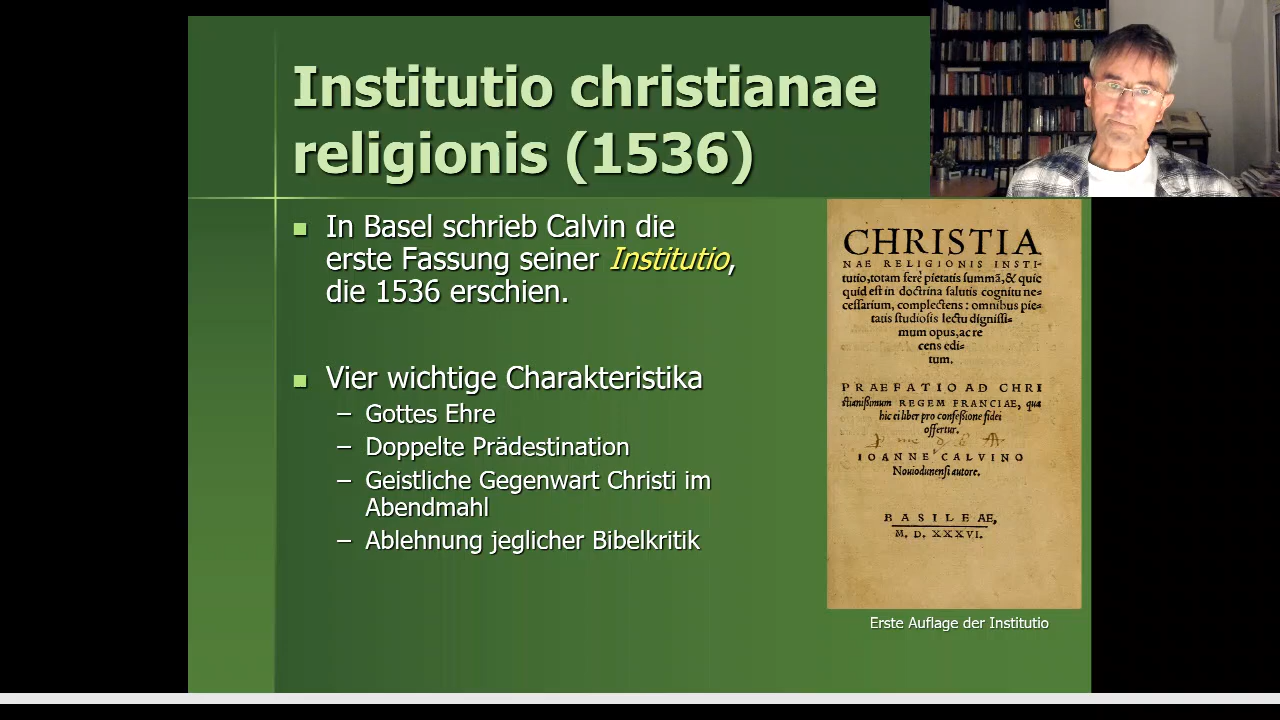 Institutio christianae
religionis (1536)
In Basel schrieb Calvin die
erste Fassung seiner Institutio,
die 1536 erschien.
Vier wichtige Charakteristika
– Gottes Ehre
– Doppelte Prädestination
– Geistliche Gegenwart Christi im
Abendmahl
– Ablehnung jeglicher Bibelkritik
CHRISTIA
NAE RELIGIONIS INSTI-
tutio, totam ferè pietatis summã, & quic
quid est in doctrina salutis cognitu ne-
cessarium, complectens: omnibus pie-
tatis studiosis lectu dignissi-
mum opus, ac re
cens edi-
tum.
PRAEFATIO AD CHRI
stianißimum REGEM FRANCIAE, qua
hic ei liber pro confeßione fidei
offertur.
IOANNE CALVINO
Nouiodunensi autore.
BASILEAE,
M. D. XXXVI.
Erste Auflage der Institutio